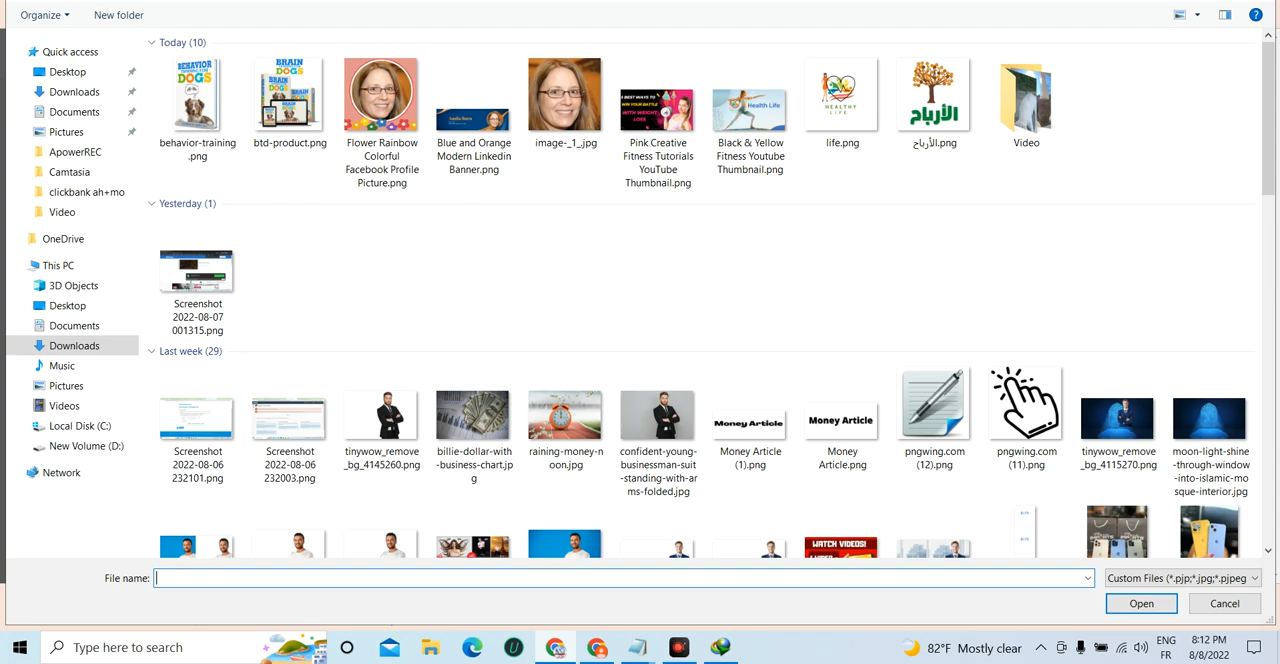 Organize
New folder
Quick access
Desktop
Downloads
Documents
Pictures
ApowerREC
Camtasia
clickbank ah+mo
Video
OneDrive
This PC
3D Objects
Desktop
Documents
Downloads
Music
Pictures
Videos
Local Disk (C:)
New Volume (D:)
Network
Today (10)
BEHAVIOR
DOGS
BRAIN
DOGS
Health Life
HEALTHY
LIFE
الأرباح
behavior-training
.png
btd-product.png
Flower Rainbow
Colorful
Facebook Profile
Picture.png
Blue and Orange
Modern Linkedin
Banner.png
image-_1_.jpg
Pink Creative
Fitness Tutorials
YouTube
Thumbnail.png
Black & Yellow
Fitness Youtube
Thumbnail.png
life.png
الأرباح.png
Video
Yesterday (1)
Screenshot
2022-08-07
001315.png
Last week (29)
Money Article
Money Article
Screenshot
2022-08-06
232101.png
Screenshot
2022-08-06
232003.png
tinywow_remove
_bg_4145260.png
billie-dollar-with
-business-chart.jp
g
raining-money-n
oon.jpg
confident-young-
businessman-suit
-standing-with-ar
ms-folded.jpg
Money Article
(1).png
Money
Article.png
pngwing.com
(12).png
pngwing.com
(11).png
tinywow_remove
_bg_4115270.png
moon-light-shine
-through-window
-into-islamic-mo
sque-interior.jpg
WATCH VIDEOS!
File name:
Custom Files (*.pjp;*.jpg;*.pjpeg
Open
Cancel
Type here to search
82°F Mostly clear
ENG
FR
8:12 PM
8/8/2022